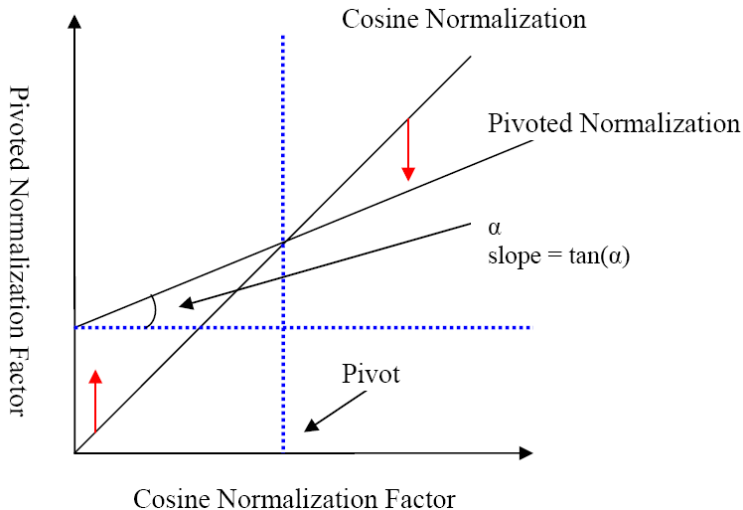 Cosine Normalization
Pivoted Normalization Factor
Pivoted Normalization
α
slope = tan(α)
Pivot
Cosine Normalization Factor